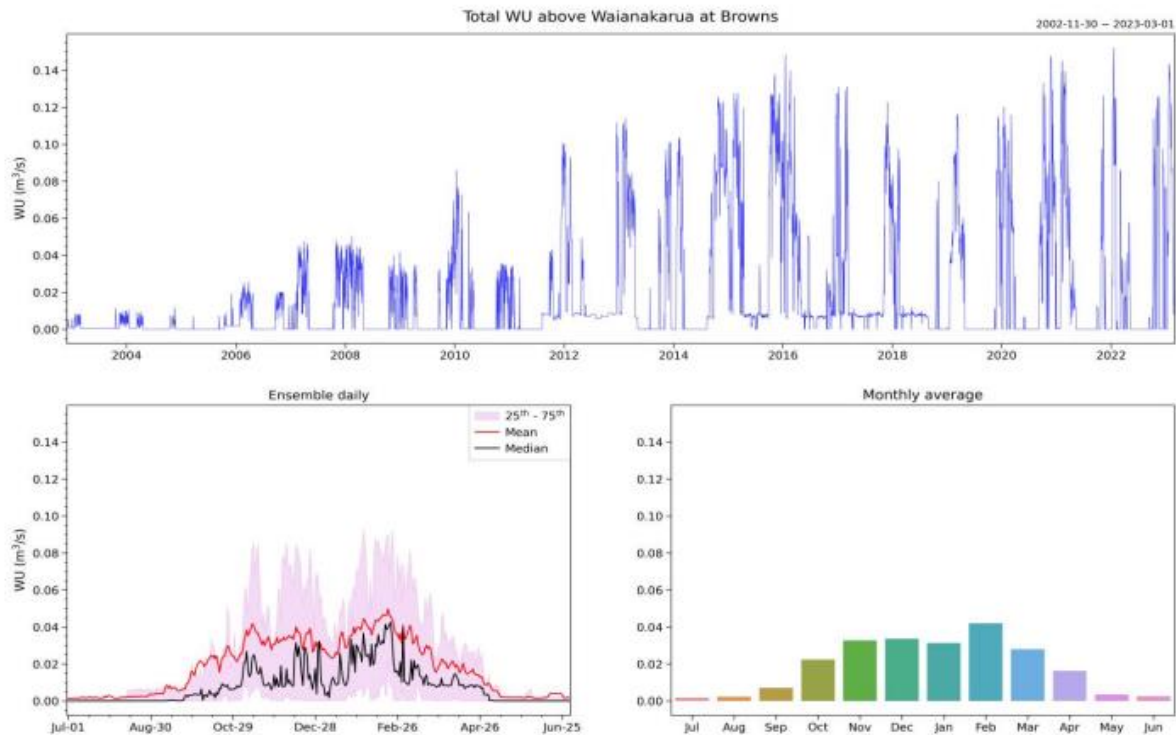 Total WU above Waianakarua at Browns
2002-11-30 − 2023-03-01
WU (m³/s)
0.14
0.12
0.10
0.08
0.06
0.04
0.02
0.00
2004 2006 2008 2010 2012 2014 2016 2018 2020 2022
Ensemble daily
25th - 75th
Mean
Median
WU (m³/s)
0.14
0.12
0.10
0.08
0.06
0.04
0.02
0.00
Jul-01 Aug-30 Oct-29 Dec-28 Feb-26 Apr-26 Jun-25
Monthly average
0.14
0.12
0.10
0.08
0.06
0.04
0.02
0.00
Jul Aug Sep Oct Nov Dec Jan Feb Mar Apr May Jun